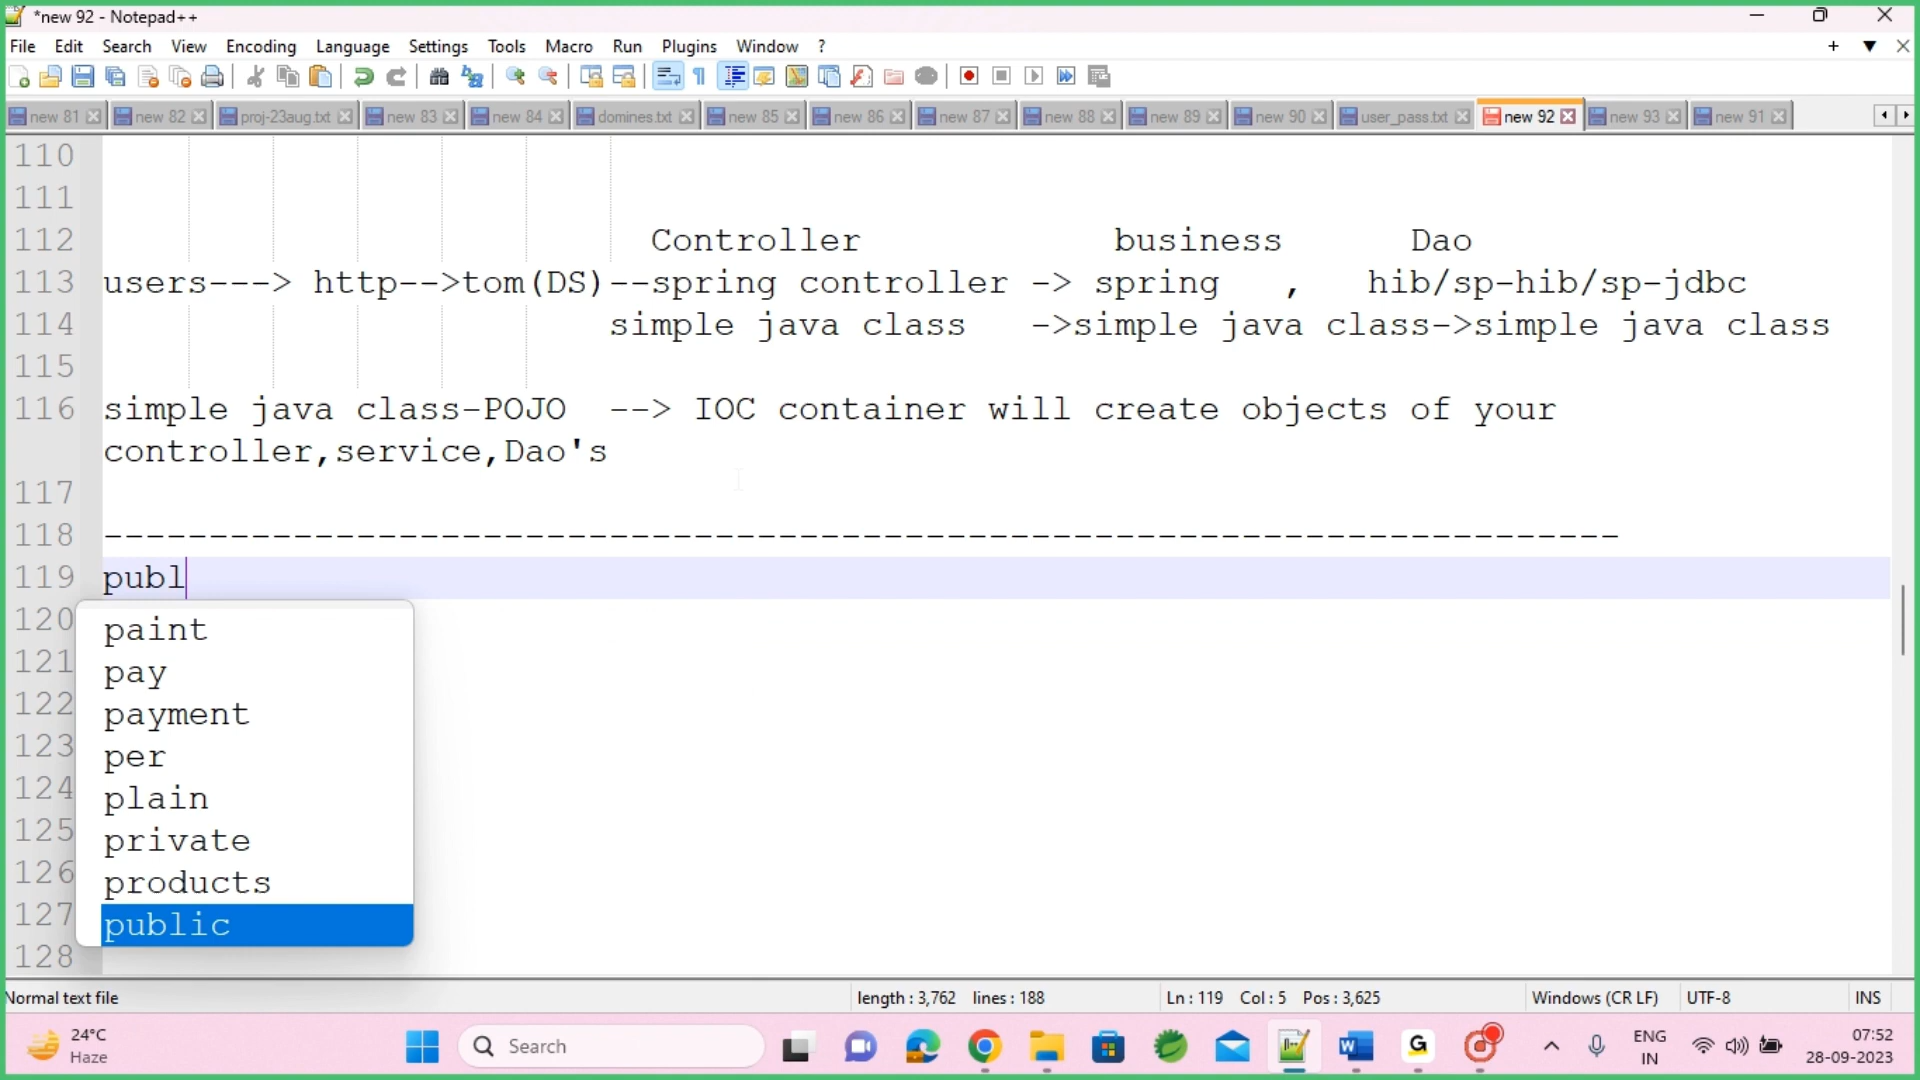 *new 92 - Notepad++
File Edit Search View Encoding Language Settings Tools Macro Run Plugins Window ?
new 81 new 82 proj-23aug.txt new 83 new 84 domines.txt new 85 new 86 new 87 new 88 new 89 new 90 user_pass.txt new 92 new 93 new 91
110
111
112 Controller business Dao
113 users---> http-->tom(DS)--spring controller -> spring , hib/sp-hib/sp-jdbc
114 simple java class ->simple java class->simple java class
115
116 simple java class-POJO --> IOC container will create objects of your
controller,service,Dao's
117
118 ------------------------------------------------------------------------
119 publ
120 paint
121 pay
122 payment
123 per
124 plain
125 private
126 products
127 public
128
Normal text file length : 3,762 lines : 188 Ln : 119 Col : 5 Pos : 3,625 Windows (CR LF) UTF-8 INS
24°C
Haze
Search
ENG
IN
07:52
28-09-2023